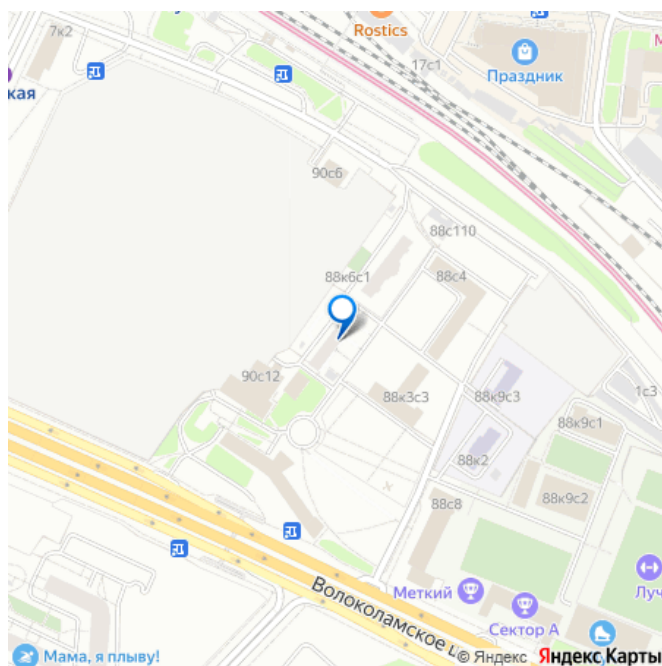 7к2
Rostics
17с1
Праздник
М
кая
90с6
88с110
88к6с1
88с4
90с12
88к3с3
88к9с3
1с3
88к9с1
88к2
88к9с2
88с8
Меткий
Луч
Сектор А
Волоколамское ш
Мама, я плыву!
© Яндекс Яндекс Карты